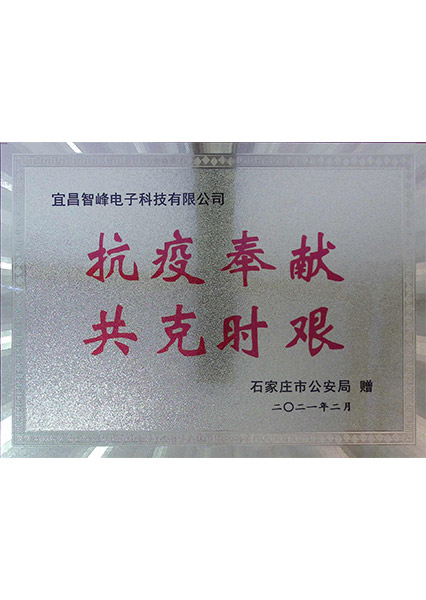 宜昌智峰电子科技有限公司
抗疫奉献
共克时艰
石家庄市公安局 赠
二〇二一年二月